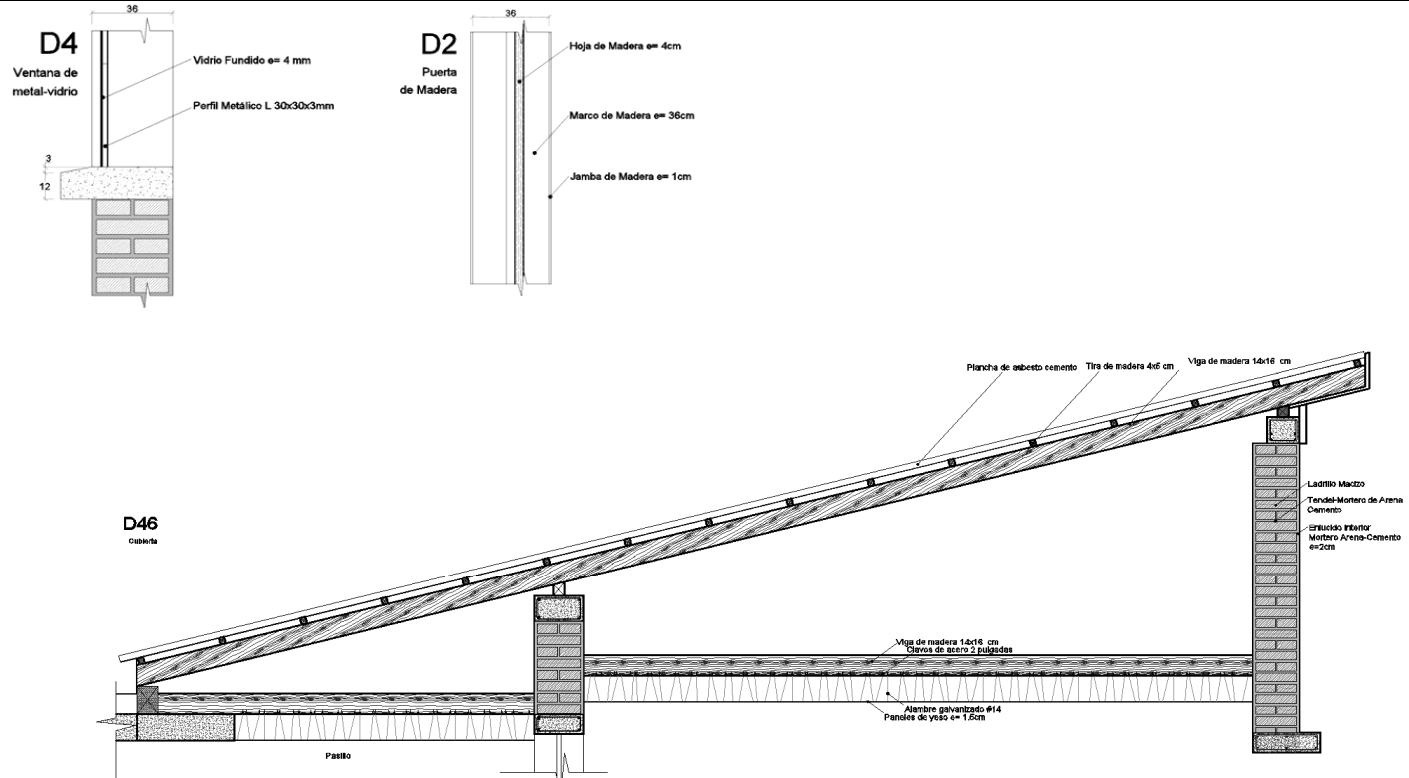 36
D4
Ventana de
metal-vidrio
Vidrio Fundido e= 4 mm
Perfil Metálico L 30x30x3mm
3
12
36
D2
Puerta
de Madera
Hoja de Madera e= 4cm
Marco de Madera e= 36cm
Jamba de Madera e= 1cm
Plancha de asbesto cemento
Tira de madera 4x6 cm
Viga de madera 14x16 cm
D46
Cubierta
Ladrillo Macizo
Tendel-Mortero de Arena
Cemento
Enlucido Interior
Mortero Arena-Cemento
e=2cm
Viga de madera 14x16 cm
Clavos de acero 2 pulgadas
Alambre galvanizado #14
Paneles de yeso e= 1.6cm
Pasillo